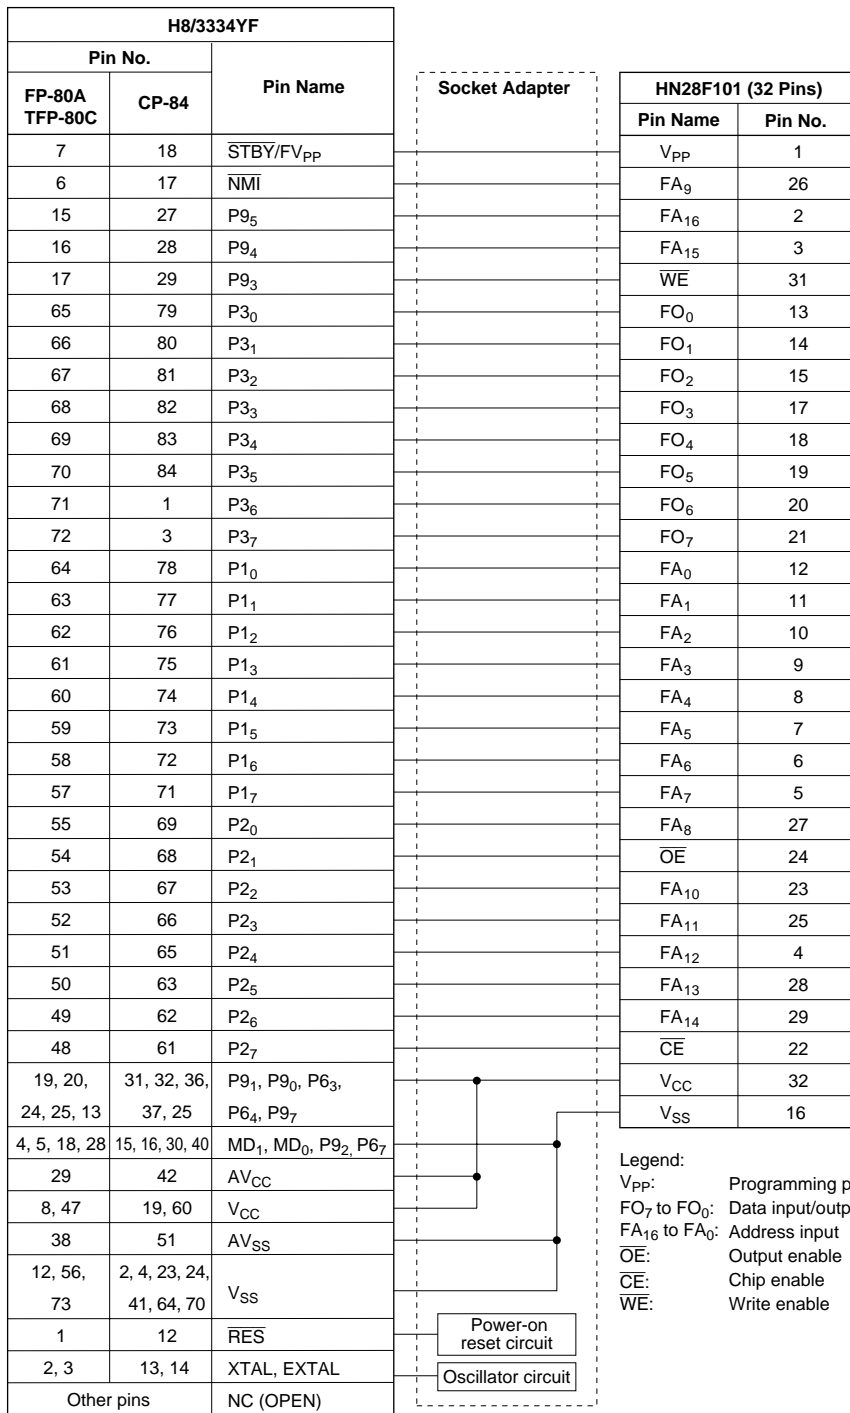 H8/3334YF
Pin No.
Pin Name
FP-80A
TFP-80C
CP-84
Socket Adapter
HN28F101 (32 Pins)
Pin Name Pin No.
7 18 STBY/FVPP VPP 1
6 17 NMI FA9 26
15 27 P95 FA16 2
16 28 P94 FA15 3
17 29 P93 WE 31
65 79 P30 FO0 13
66 80 P31 FO1 14
67 81 P32 FO2 15
68 82 P33 FO3 17
69 83 P34 FO4 18
70 84 P35 FO5 19
71 1 P36 FO6 20
72 3 P37 FO7 21
64 78 P10 FA0 12
63 77 P11 FA1 11
62 76 P12 FA2 10
61 75 P13 FA3 9
60 74 P14 FA4 8
59 73 P15 FA5 7
58 72 P16 FA6 6
57 71 P17 FA7 5
55 69 P20 FA8 27
54 68 P21 OE 24
53 67 P22 FA10 23
52 66 P23 FA11 25
51 65 P24 FA12 4
50 63 P25 FA13 28
49 62 P26 FA14 29
48 61 P27 CE 22
19, 20, 31, 32, 36, P91, P90, P63, VCC 32
24, 25, 13 37, 25 P64, P97 VSS 16
4, 5, 18, 28 15, 16, 30, 40 MD1, MD0, P92, P67
29 42 AVCC
8, 47 19, 60 VCC
38 51 AVSS
12, 56, 2, 4, 23, 24,
73 41, 64, 70 VSS
1 12 RES
Power-on
reset circuit
2, 3 13, 14 XTAL, EXTAL
Oscillator circuit
Other pins NC (OPEN)
Legend:
VPP: Programming p
FO7 to FO0: Data input/outp
FA16 to FA0: Address input
OE: Output enable
CE: Chip enable
WE: Write enable